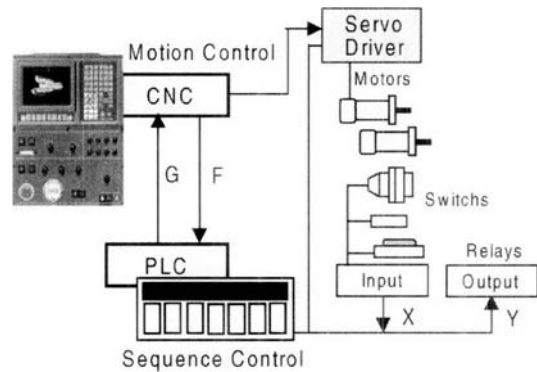 Servo
Driver
Motion Control
CNC
Motors
G
F
Switchs
PLC
Relays
Input
Output
X
Y
Sequence Control